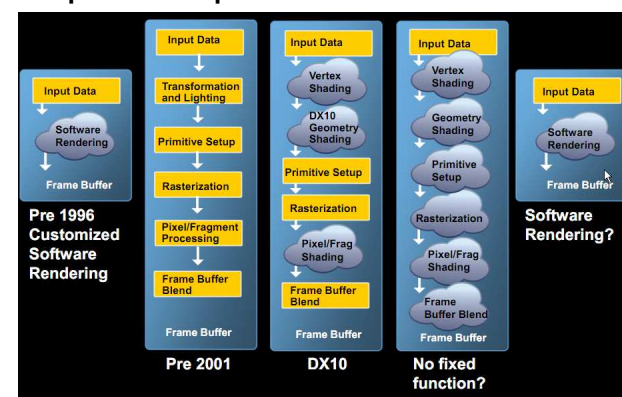 Input Data
Software
Rendering
Frame Buffer
Pre 1996
Customized
Software
Rendering
Input Data
Transformation
and Lighting
Primitive Setup
Rasterization
Pixel/Fragment
Processing
Frame Buffer
Blend
Frame Buffer
Pre 2001
Input Data
Vertex
Shading
DX10
Geometry
Shading
Primitive Setup
Rasterization
Pixel/Frag
Shading
Frame Buffer
Blend
Frame Buffer
DX10
Input Data
Vertex
Shading
Geometry
Shading
Primitive
Setup
Rasterization
Pixel/Frag
Shading
Frame
Buffer Blend
Frame Buffer
No fixed
function?
Input Data
Software
Rendering
Frame Buffer
Software
Rendering?